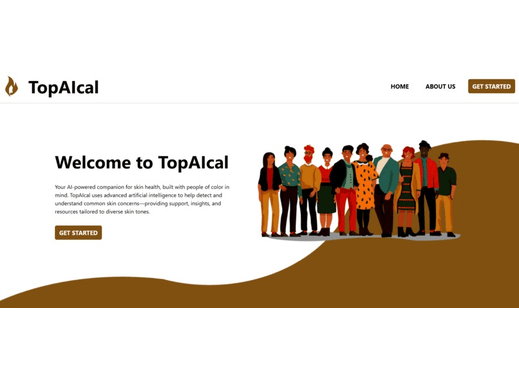 TopAIcal
HOME ABOUT US GET STARTED
Welcome to TopAIcal
Your AI-powered companion for skin health, built with people of color in
mind. TopAIcal uses advanced artificial intelligence to help detect and
understand common skin concerns—providing support, insights, and
resources tailored to diverse skin tones.
GET STARTED